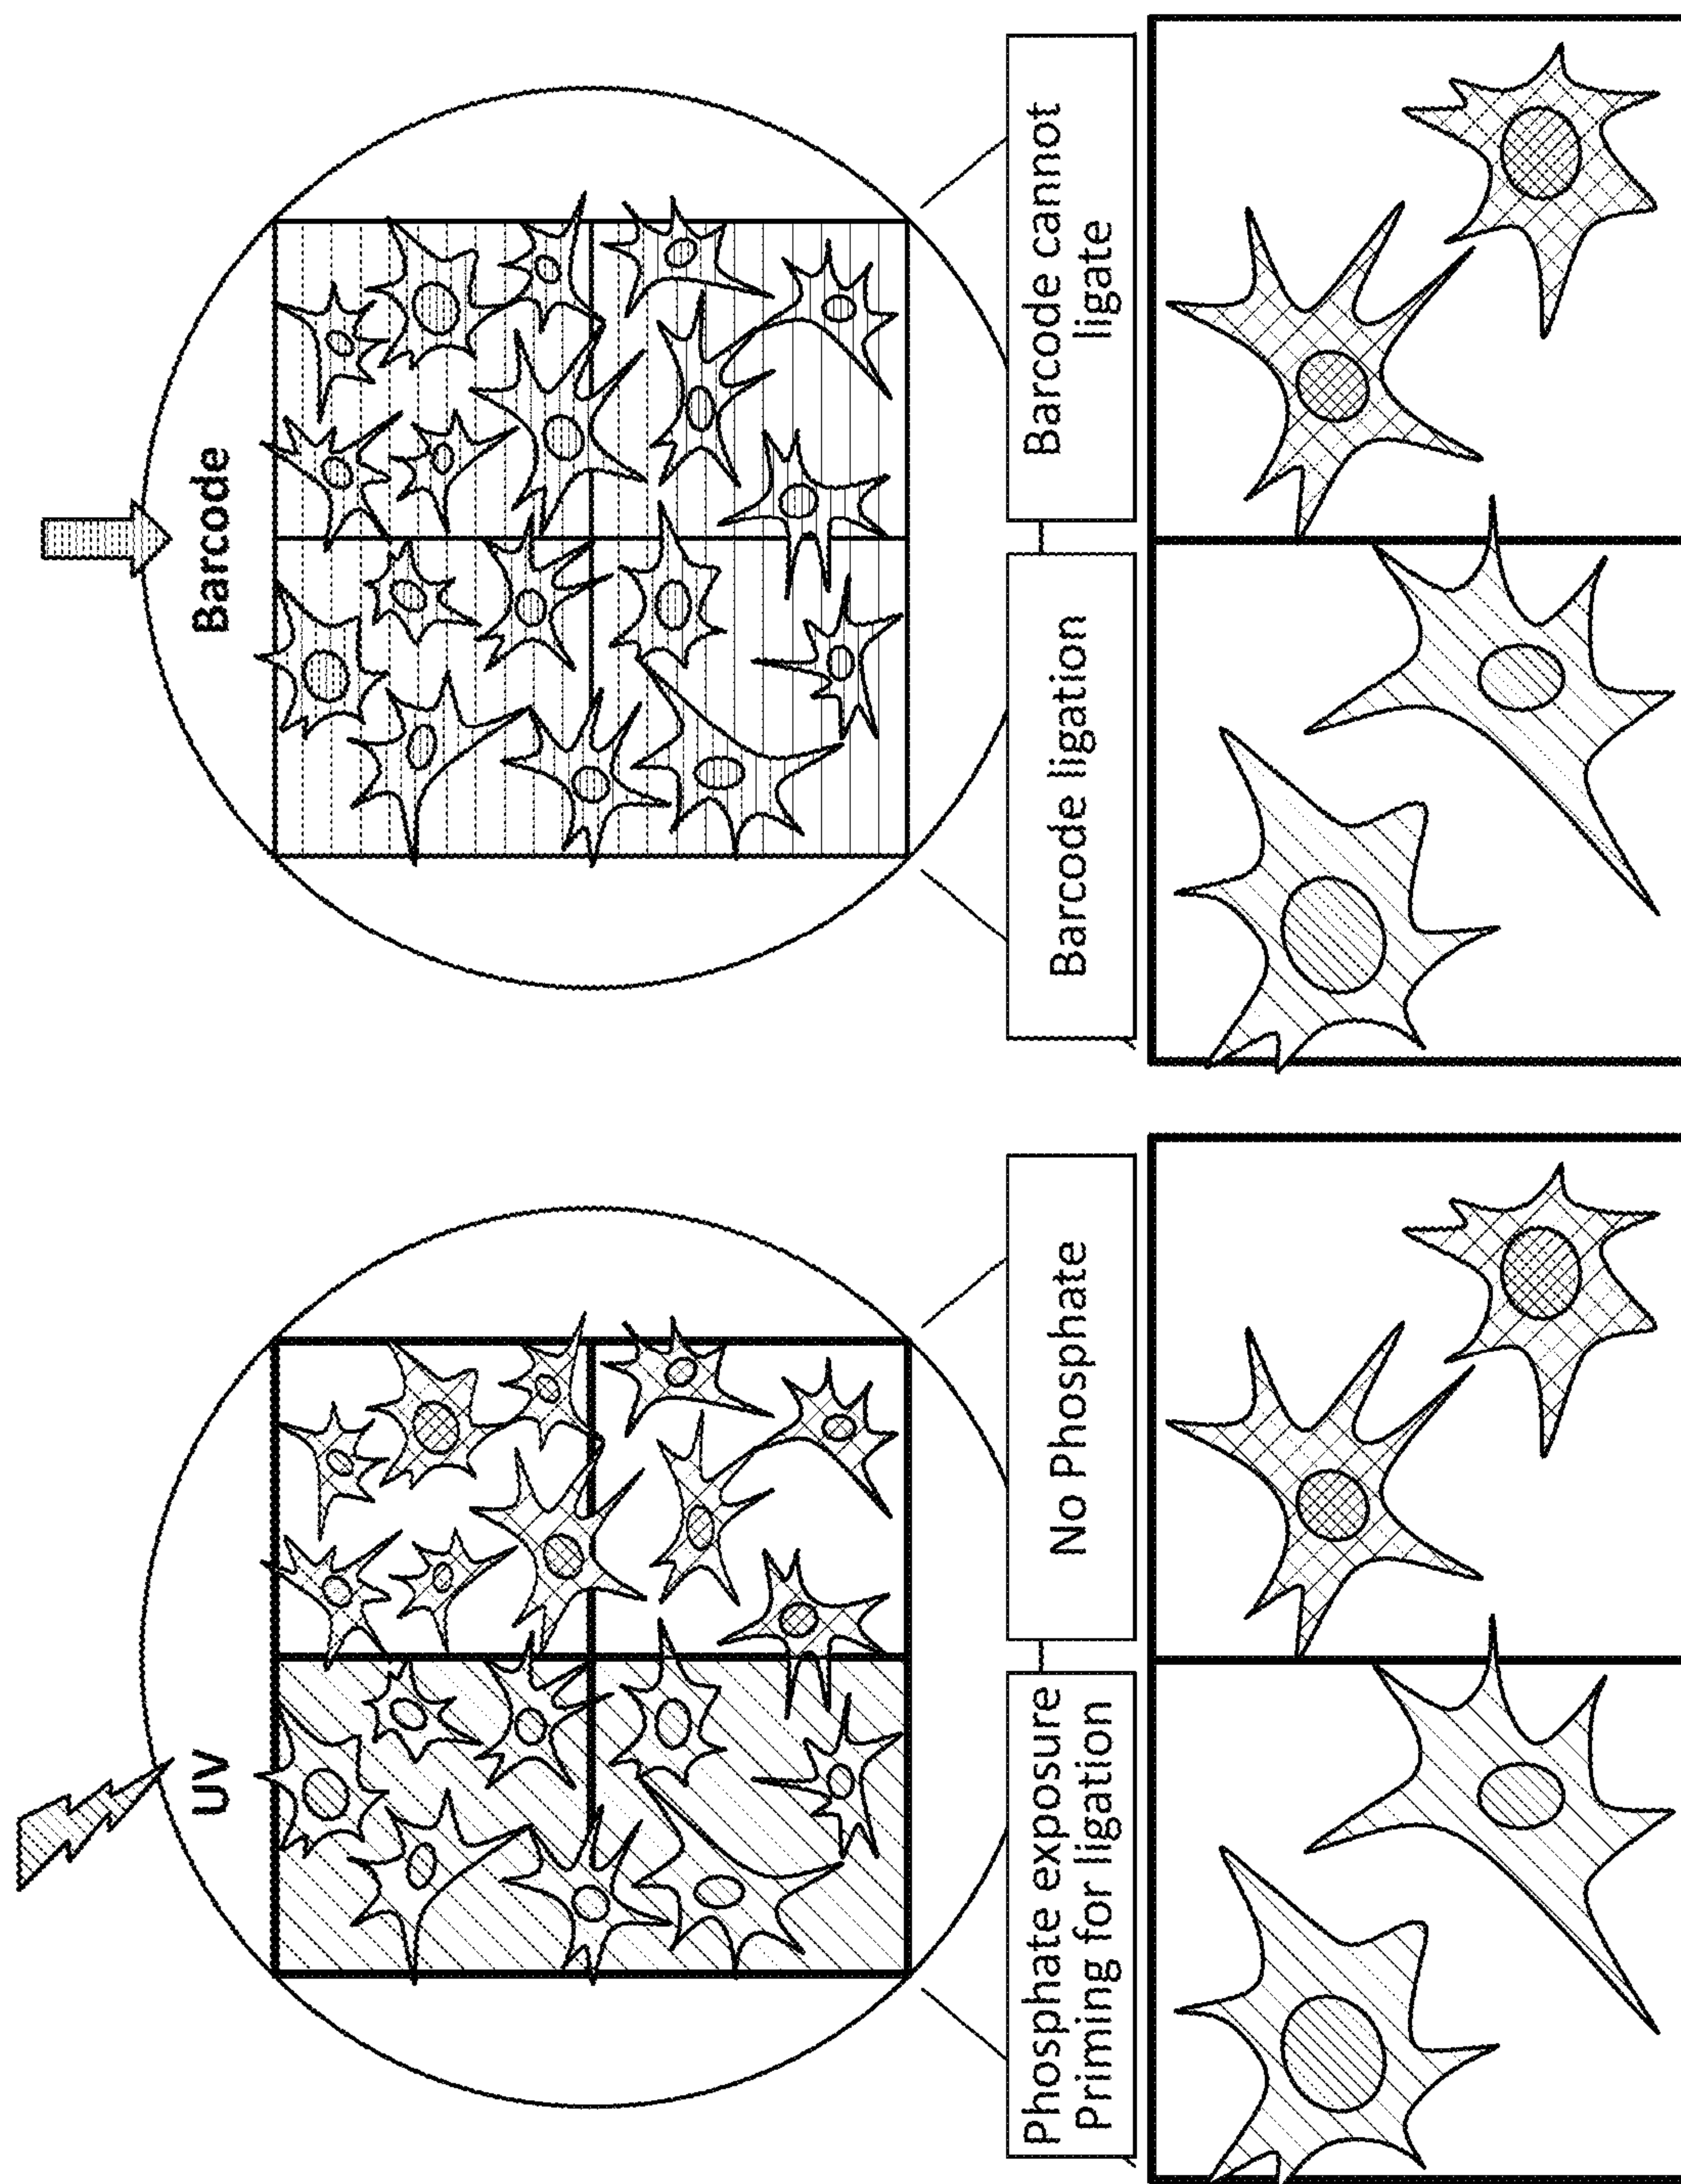 UV
Phosphate exposure
Priming for ligation
No Phosphate
Barcode
Barcode ligation
Barcode cannot
ligate